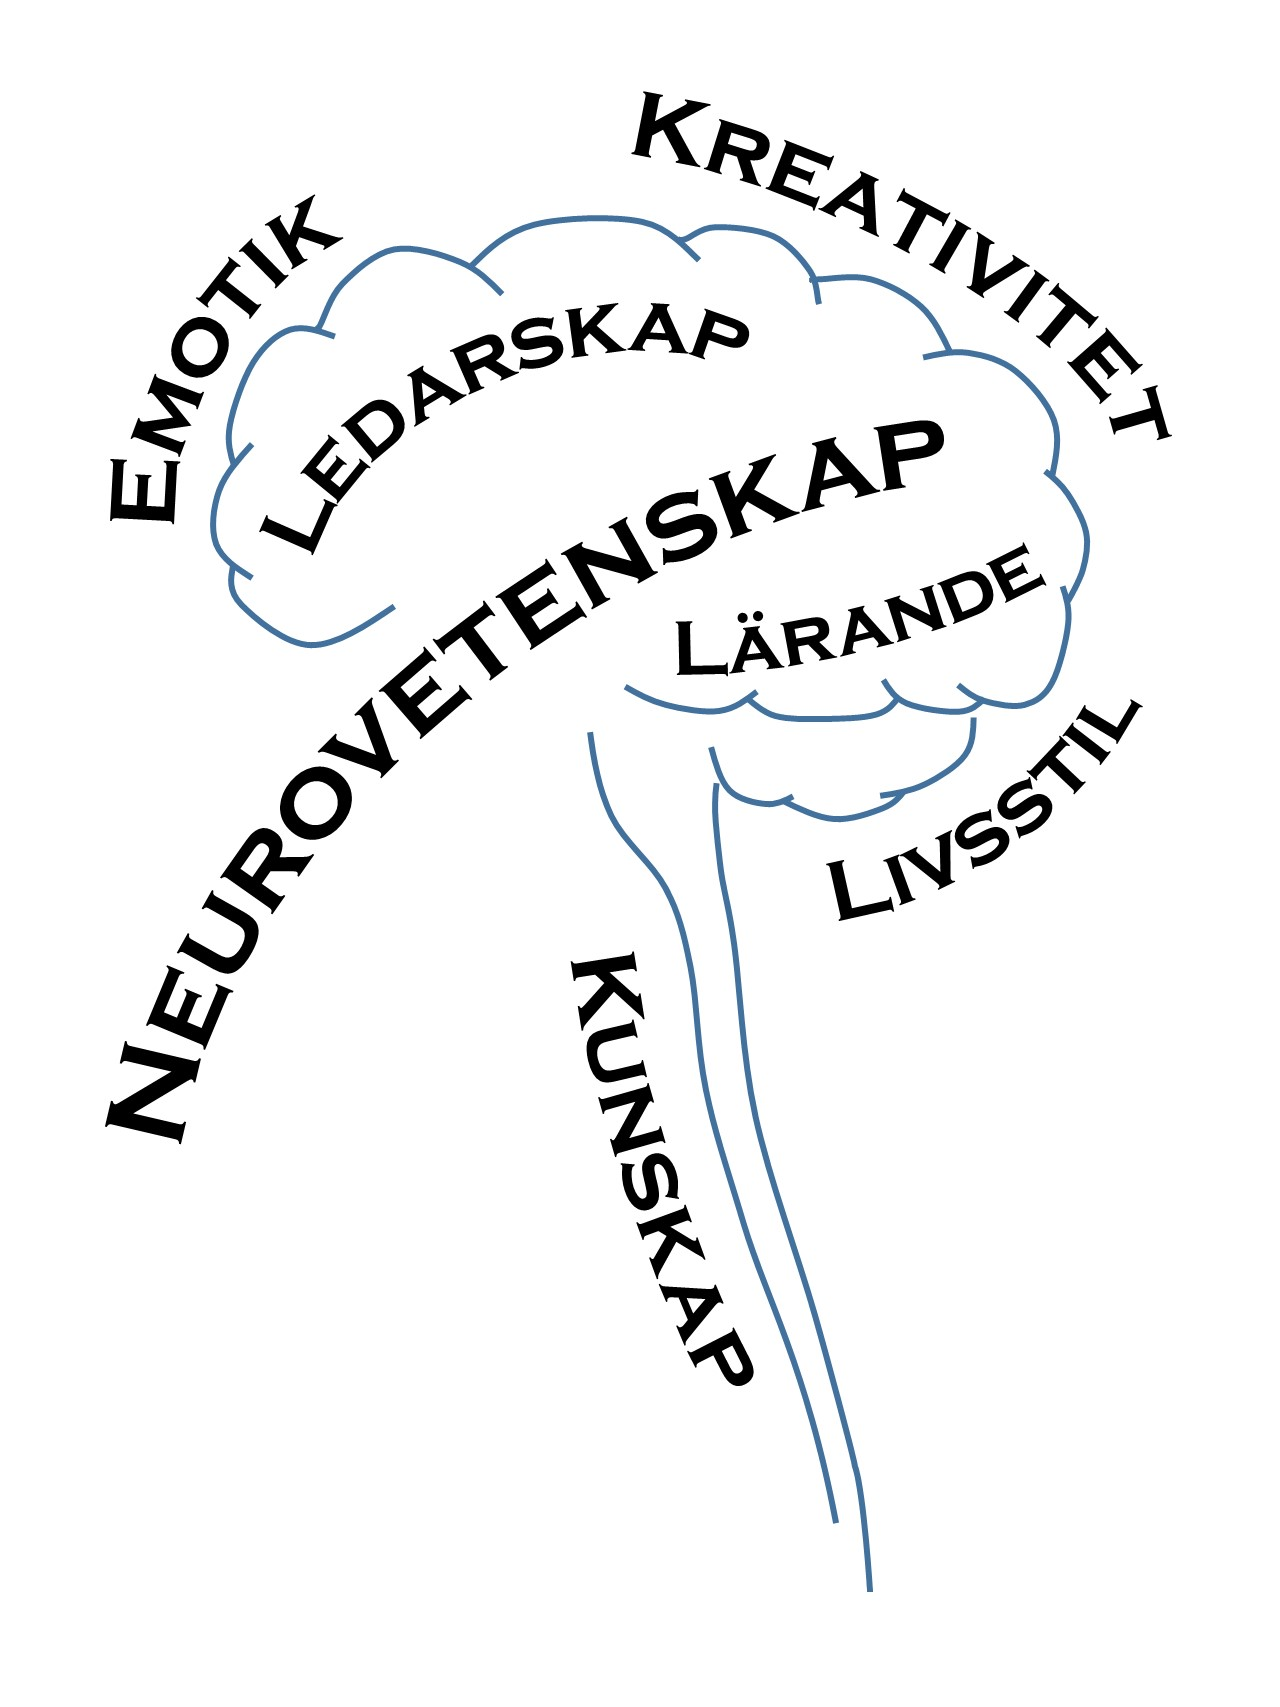 Kreativitet
Emotik
Ledarskap
Neurovetenskap
Lärande
Livsstil
Kunskap